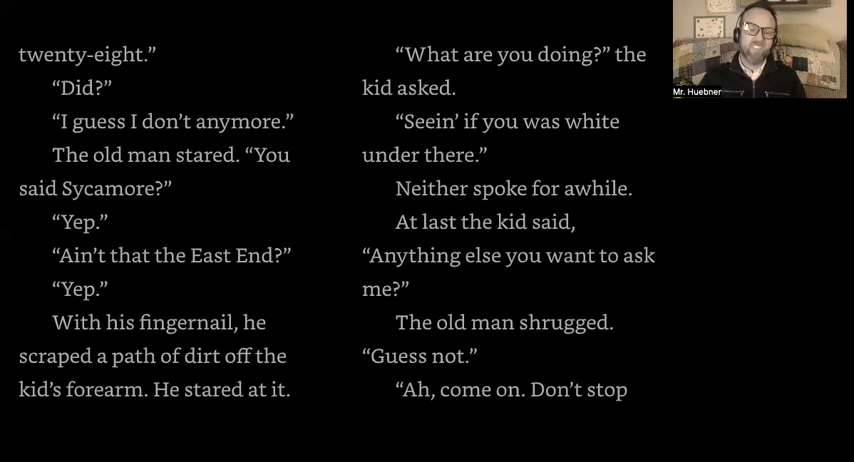 twenty-eight.”
“Did?”
“I guess I don’t anymore.”
The old man stared. “You
said Sycamore?”
“Yep.”
“Ain’t that the East End?”
“Yep.”
With his fingernail, he
scraped a path of dirt off the
kid’s forearm. He stared at it.
“What are you doing?” the
kid asked.
“Seein’ if you was white
under there.”
Neither spoke for awhile.
At last the kid said,
“Anything else you want to ask
me?”
The old man shrugged.
“Guess not.”
“Ah, come on. Don’t stop
Mr. Huebner